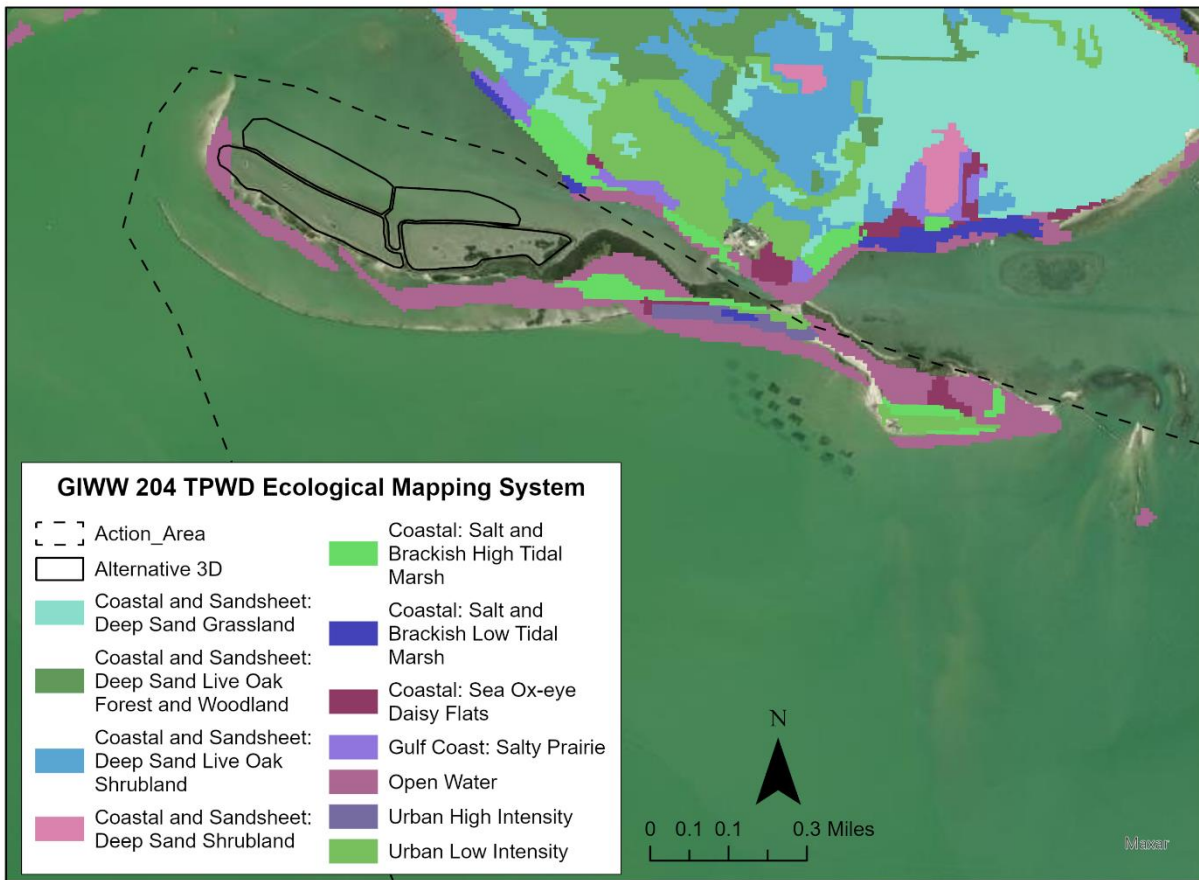 GIWW 204 TPWD Ecological Mapping System
Action_Area
Alternative 3D
Coastal and Sandsheet:
Deep Sand Grassland
Coastal and Sandsheet:
Deep Sand Live Oak
Forest and Woodland
Coastal and Sandsheet:
Deep Sand Live Oak
Shrubland
Coastal and Sandsheet:
Deep Sand Shrubland
Coastal: Salt and
Brackish High Tidal
Marsh
Coastal: Salt and
Brackish Low Tidal
Marsh
Coastal: Sea Ox-eye
Daisy Flats
Gulf Coast: Salty Prairie
Open Water
Urban High Intensity
Urban Low Intensity
N
0 0.1 0.1 0.3 Miles
Maxar